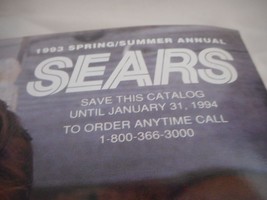 1993 SPRING/SUMMER ANNUAL
SEARS
SAVE THIS CATALOG
UNTIL JANUARY 31, 1994
TO ORDER ANYTIME CALL
1-800-366-3000